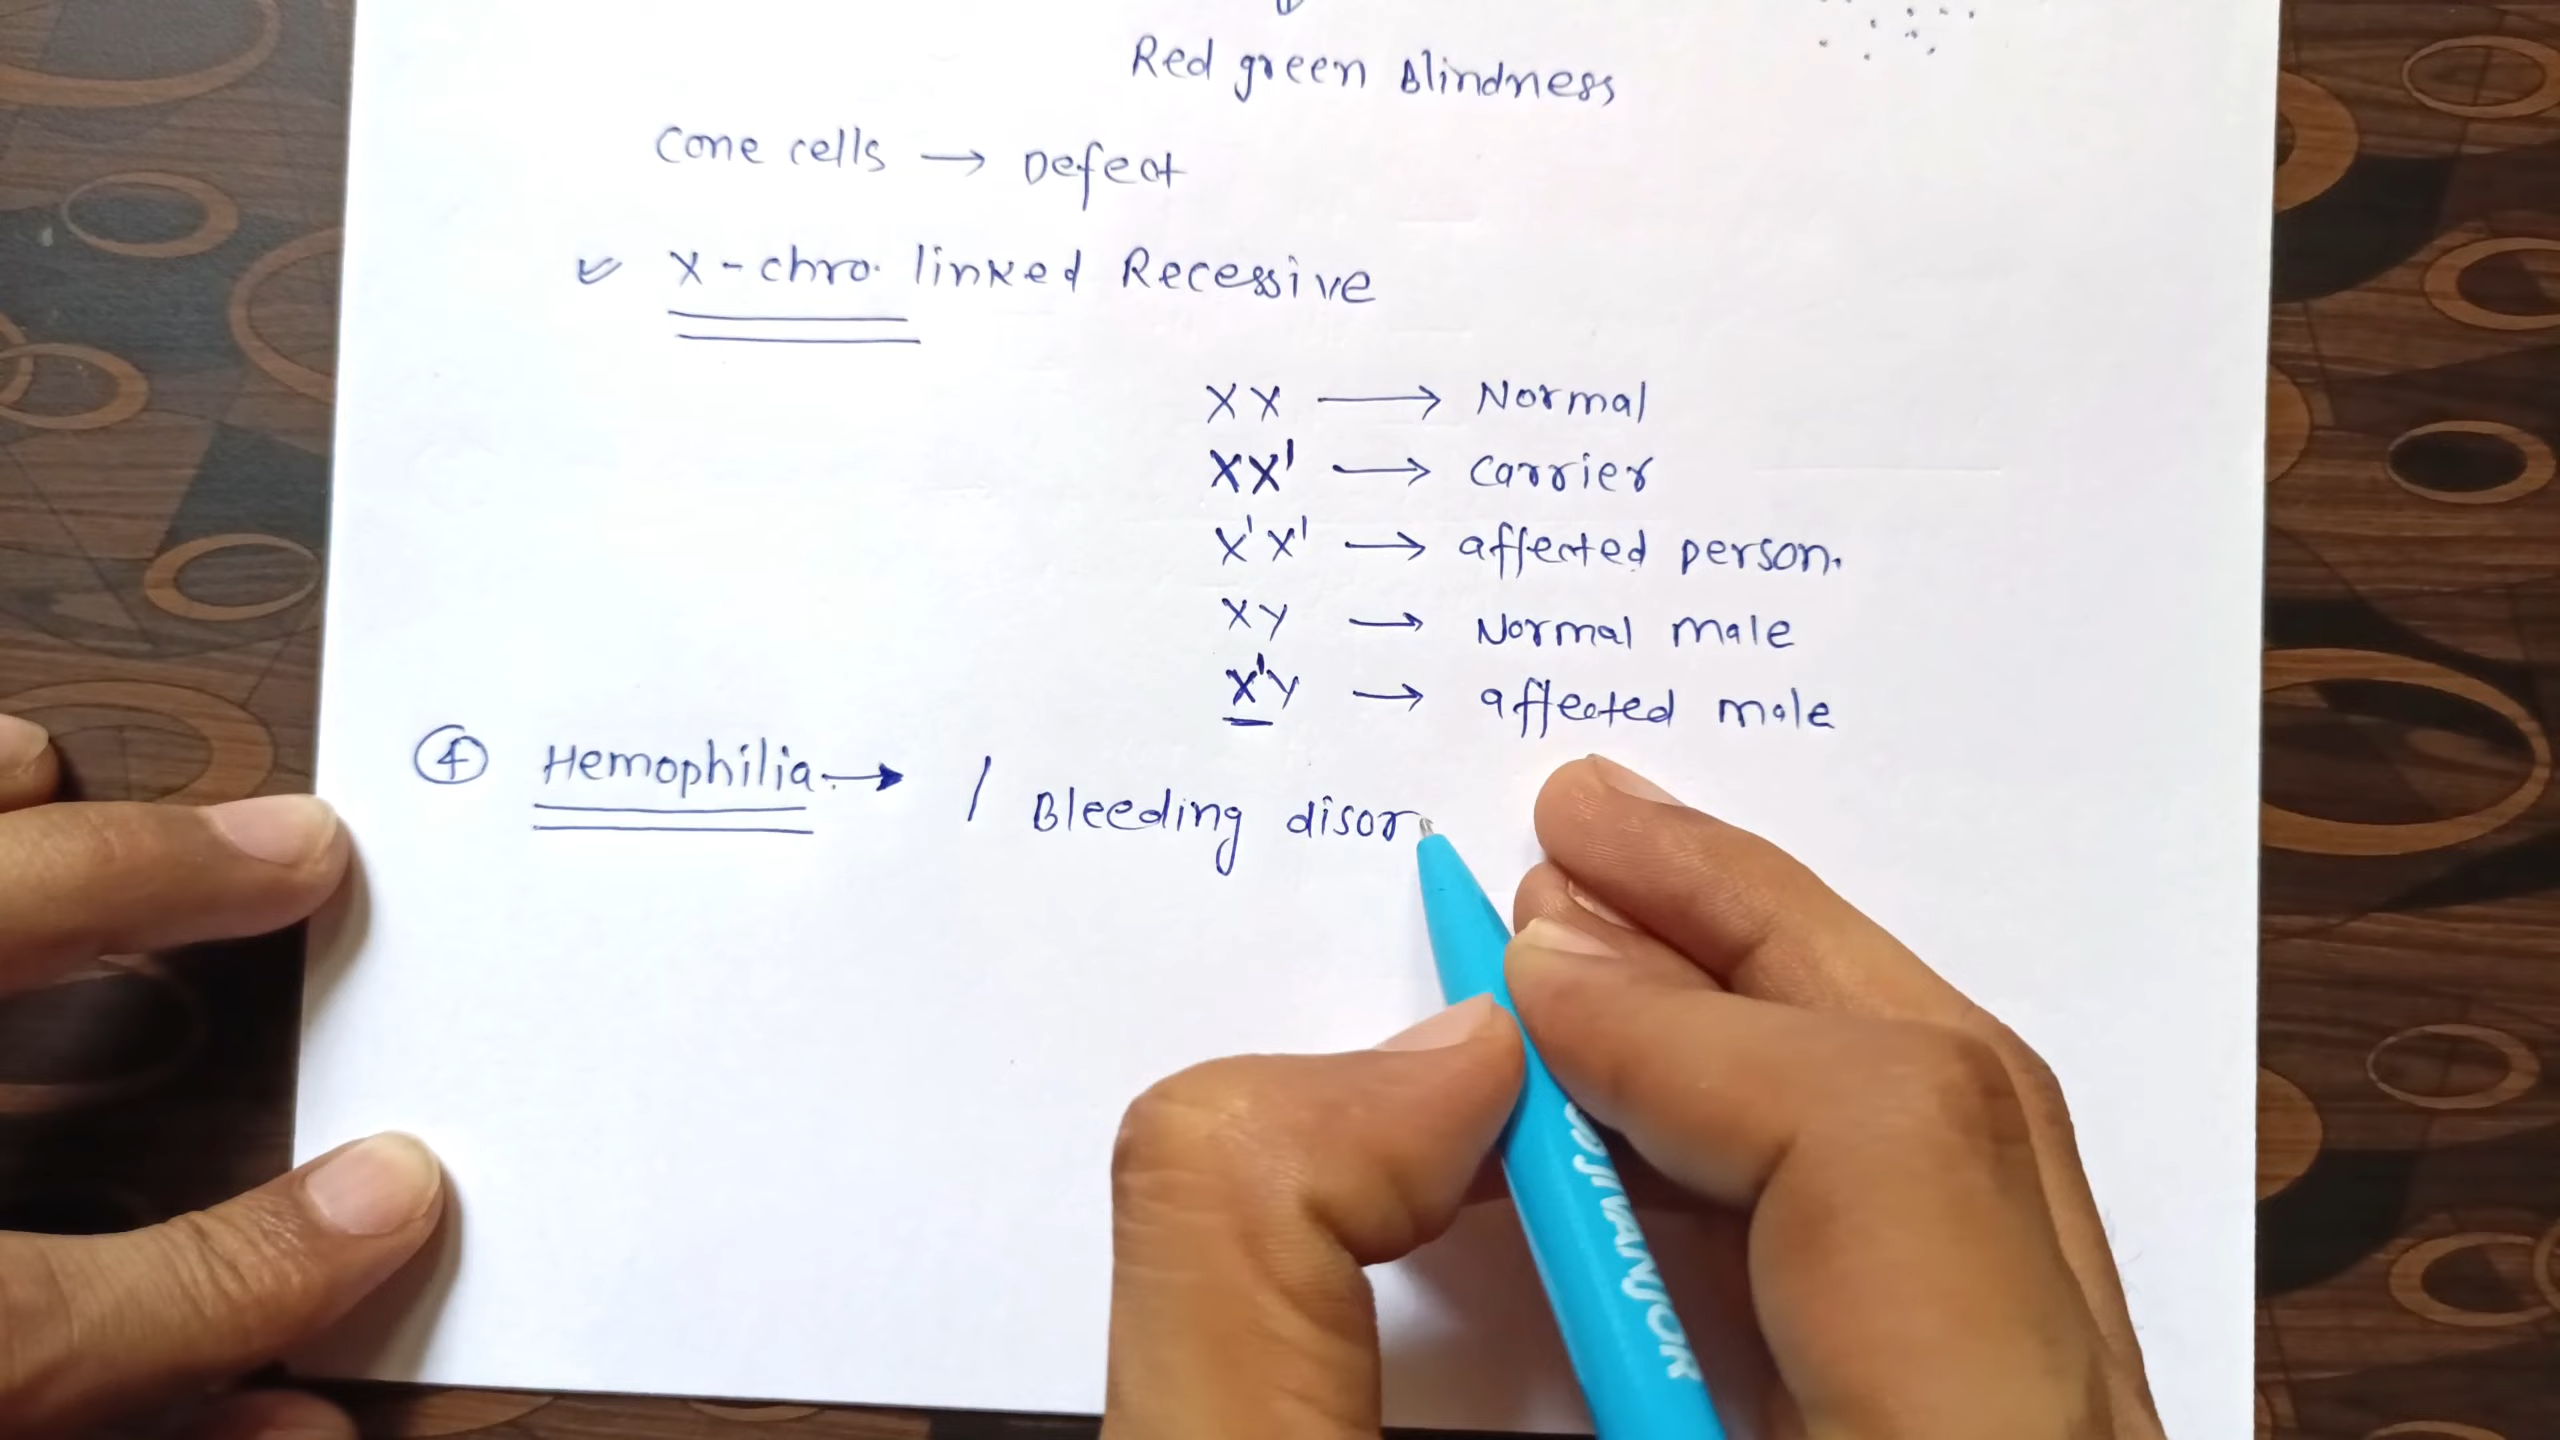 Red green Blindness
Cone cells → Defect
✓ X-chro. linked Recessive
XX → Normal
XX' → Carrier
X'X' → affected person.
XY → Normal male
X'Y → affected male
④ Hemophilia → / Bleeding disor